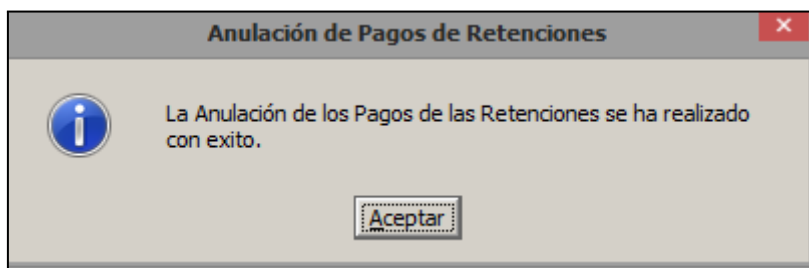 Anulación de Pagos de Retenciones
La Anulación de los Pagos de las Retenciones se ha realizado
con exito.
Aceptar